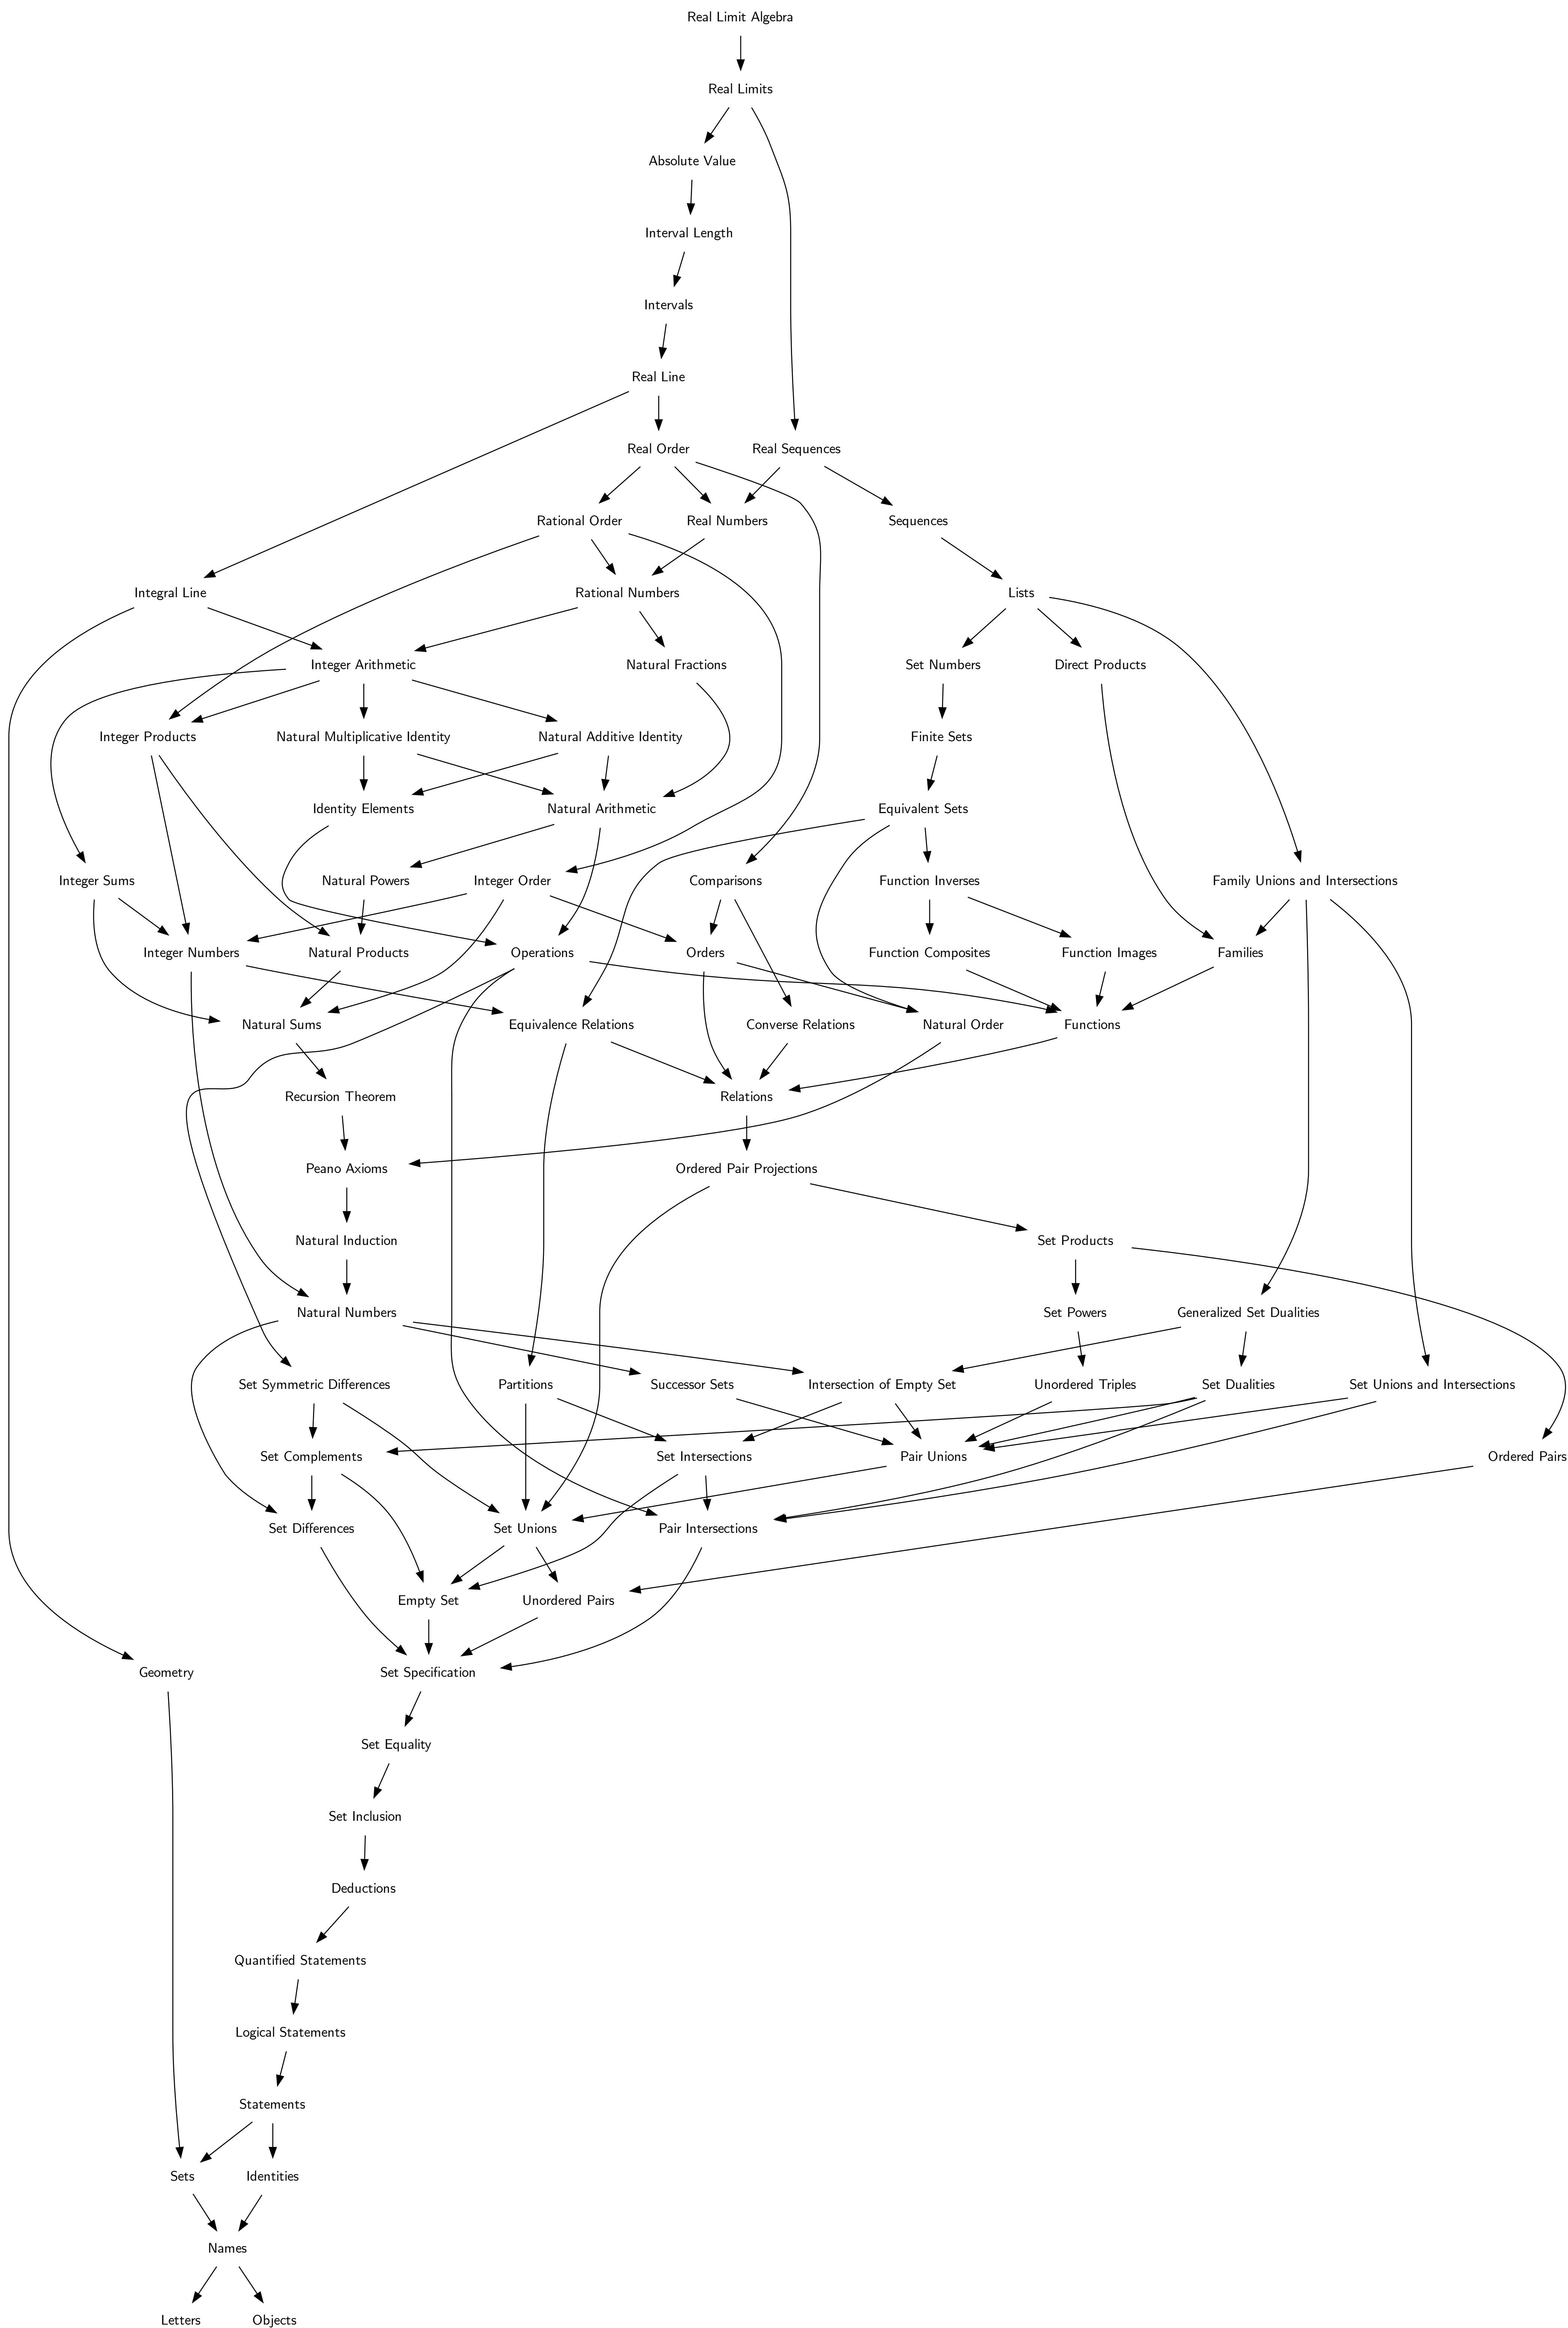 Real Limit Algebra
Real Limits
Absolute Value
Interval Length
Intervals
Real Line
Real Order
Real Sequences
Rational Order
Real Numbers
Sequences
Integral Line
Rational Numbers
Lists
Integer Arithmetic
Natural Fractions
Set Numbers
Direct Products
Integer Products
Natural Multiplicative Identity
Natural Additive Identity
Finite Sets
Identity Elements
Natural Arithmetic
Equivalent Sets
Integer Sums
Natural Powers
Integer Order
Comparisons
Function Inverses
Family Unions and Intersections
Integer Numbers
Natural Products
Operations
Orders
Function Composites
Function Images
Families
Natural Sums
Equivalence Relations
Converse Relations
Natural Order
Functions
Recursion Theorem
Relations
Peano Axioms
Ordered Pair Projections
Natural Induction
Set Products
Natural Numbers
Set Powers
Generalized Set Dualities
Set Symmetric Differences
Partitions
Successor Sets
Intersection of Empty Set
Unordered Triples
Set Dualities
Set Unions and Intersections
Set Complements
Set Intersections
Pair Unions
Ordered Pairs
Set Differences
Set Unions
Pair Intersections
Empty Set
Unordered Pairs
Geometry
Set Specification
Set Equality
Set Inclusion
Deductions
Quantified Statements
Logical Statements
Statements
Sets
Identities
Names
Letters
Objects